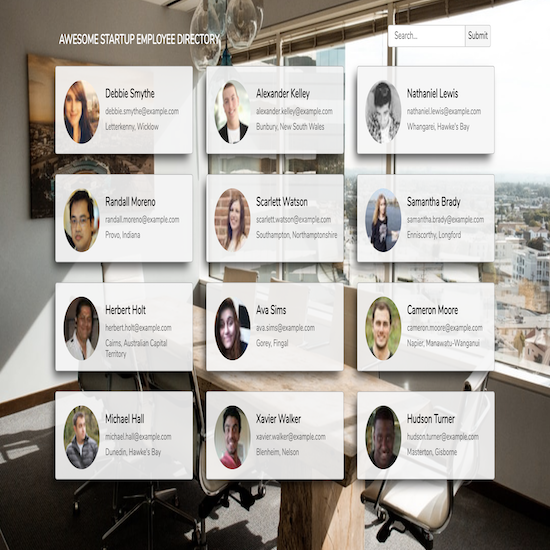 AWESOME STARTUP EMPLOYEE DIRECTORY
Search...
Submit
Debbie Smythe
debbie.smythe@example.com
Letterkenny, Wicklow
Alexander Kelley
alexander.kelley@example.com
Bunbury, New South Wales
Nathaniel Lewis
nathaniel.lewis@example.com
Whangarei, Hawke's Bay
Randall Moreno
randall.moreno@example.com
Provo, Indiana
Scarlett Watson
scarlett.watson@example.com
Southampton, Northamptonshire
Samantha Brady
samantha.brady@example.com
Enniscorthy, Longford
Herbert Holt
herbert.holt@example.com
Cairns, Australian Capital
Territory
Ava Sims
ava.sims@example.com
Gorey, Fingal
Cameron Moore
cameron.moore@example.com
Napier, Manawatu-Wanganui
Michael Hall
michael.hall@example.com
Dunedin, Hawke's Bay
Xavier Walker
xavier.walker@example.com
Blenheim, Nelson
Hudson Turner
hudson.turner@example.com
Masterton, Gisborne